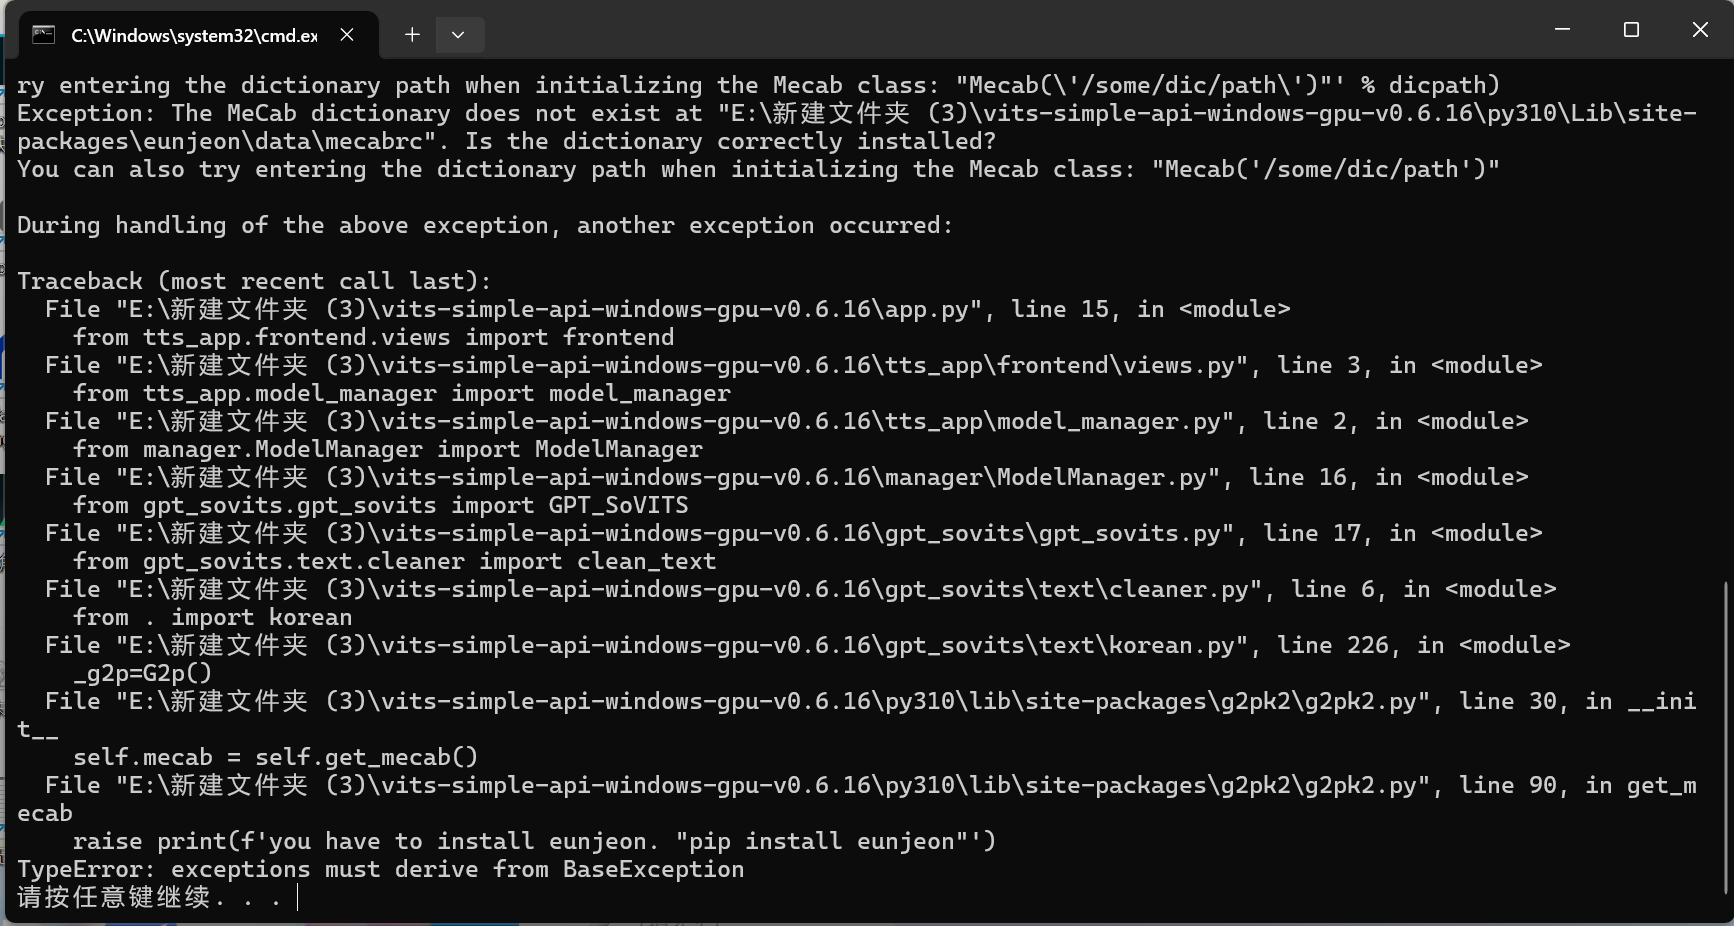 C:\Windows\system32\cmd.ex
ry entering the dictionary path when initializing the Mecab class: "Mecab(\'/some/dic/path\')"' % dicpath)
Exception: The MeCab dictionary does not exist at "E:\新建文件夹 (3)\vits-simple-api-windows-gpu-v0.6.16\py310\Lib\site-
packages\eunjeon\data\mecabrc". Is the dictionary correctly installed?
You can also try entering the dictionary path when initializing the Mecab class: "Mecab('/some/dic/path')"
During handling of the above exception, another exception occurred:
Traceback (most recent call last):
  File "E:\新建文件夹 (3)\vits-simple-api-windows-gpu-v0.6.16\app.py", line 15, in <module>
    from tts_app.frontend.views import frontend
  File "E:\新建文件夹 (3)\vits-simple-api-windows-gpu-v0.6.16\tts_app\frontend\views.py", line 3, in <module>
    from tts_app.model_manager import model_manager
  File "E:\新建文件夹 (3)\vits-simple-api-windows-gpu-v0.6.16\tts_app\model_manager.py", line 2, in <module>
    from manager.ModelManager import ModelManager
  File "E:\新建文件夹 (3)\vits-simple-api-windows-gpu-v0.6.16\manager\ModelManager.py", line 16, in <module>
    from gpt_sovits.gpt_sovits import GPT_SoVITS
  File "E:\新建文件夹 (3)\vits-simple-api-windows-gpu-v0.6.16\gpt_sovits\gpt_sovits.py", line 17, in <module>
    from gpt_sovits.text.cleaner import clean_text
  File "E:\新建文件夹 (3)\vits-simple-api-windows-gpu-v0.6.16\gpt_sovits\text\cleaner.py", line 6, in <module>
    from . import korean
  File "E:\新建文件夹 (3)\vits-simple-api-windows-gpu-v0.6.16\gpt_sovits\text\korean.py", line 226, in <module>
    _g2p=G2p()
  File "E:\新建文件夹 (3)\vits-simple-api-windows-gpu-v0.6.16\py310\lib\site-packages\g2pk2\g2pk2.py", line 30, in __ini
t__
    self.mecab = self.get_mecab()
  File "E:\新建文件夹 (3)\vits-simple-api-windows-gpu-v0.6.16\py310\lib\site-packages\g2pk2\g2pk2.py", line 90, in get_m
ecab
    raise print(f'you have to install eunjeon. "pip install eunjeon"')
TypeError: exceptions must derive from BaseException
请按任意键继续. . .